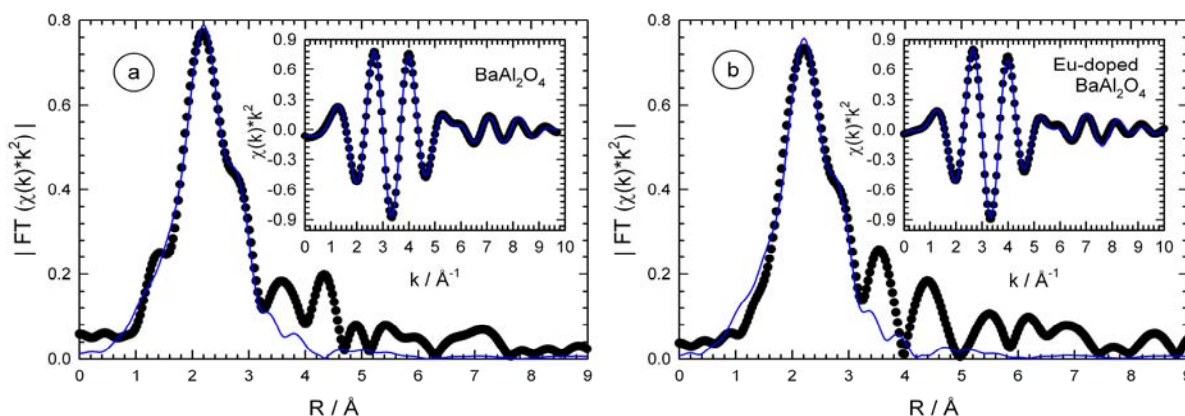 a
BaAl2O4
χ(k)*k2
0.9
0.6
0.3
0.0
-0.3
-0.6
-0.9
0 1 2 3 4 5 6 7 8 9 10
k / Å-1
| FT (χ(k)*k2) |
0.8
0.6
0.4
0.2
0.0
0 1 2 3 4 5 6 7 8 9
R / Å
b
Eu-doped
BaAl2O4
χ(k)*k2
0.9
0.6
0.3
0.0
-0.3
-0.6
-0.9
0 1 2 3 4 5 6 7 8 9 10
k / Å-1
| FT (χ(k)*k2) |
0.8
0.6
0.4
0.2
0.0
0 1 2 3 4 5 6 7 8 9
R / Å